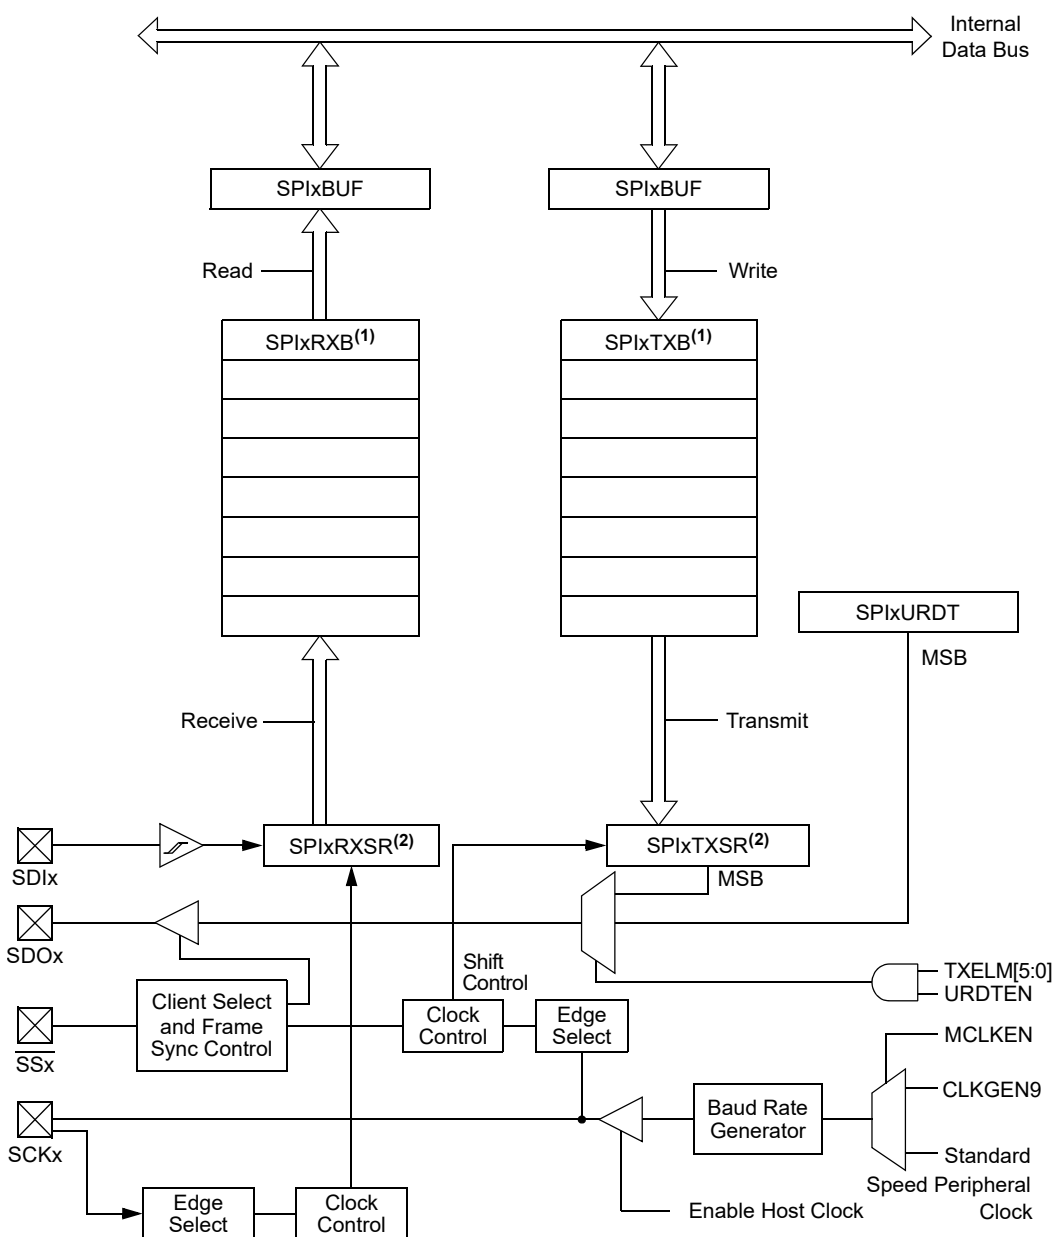 Internal
Data Bus
SPIxBUF
SPIxBUF
Read
Write
SPIxRXB(1)
SPIxTXB(1)
SPIxURDT
MSB
Receive
Transmit
SPIxRXSR(2)
SPIxTXSR(2)
SDIx
MSB
SDOx
Shift
Control
TXELM[5:0]
URDTEN
Client Select
and Frame
Sync Control
Clock
Control
Edge
Select
SSx
MCLKEN
CLKGEN9
Baud Rate
Generator
SCKx
Standard
Speed Peripheral
Clock
Edge
Select
Clock
Control
Enable Host Clock